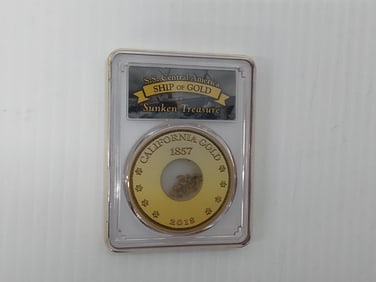 S.S. Central America
SHIP OF GOLD
Sunken Treasure
CALIFORNIA GOLD
1857
2018